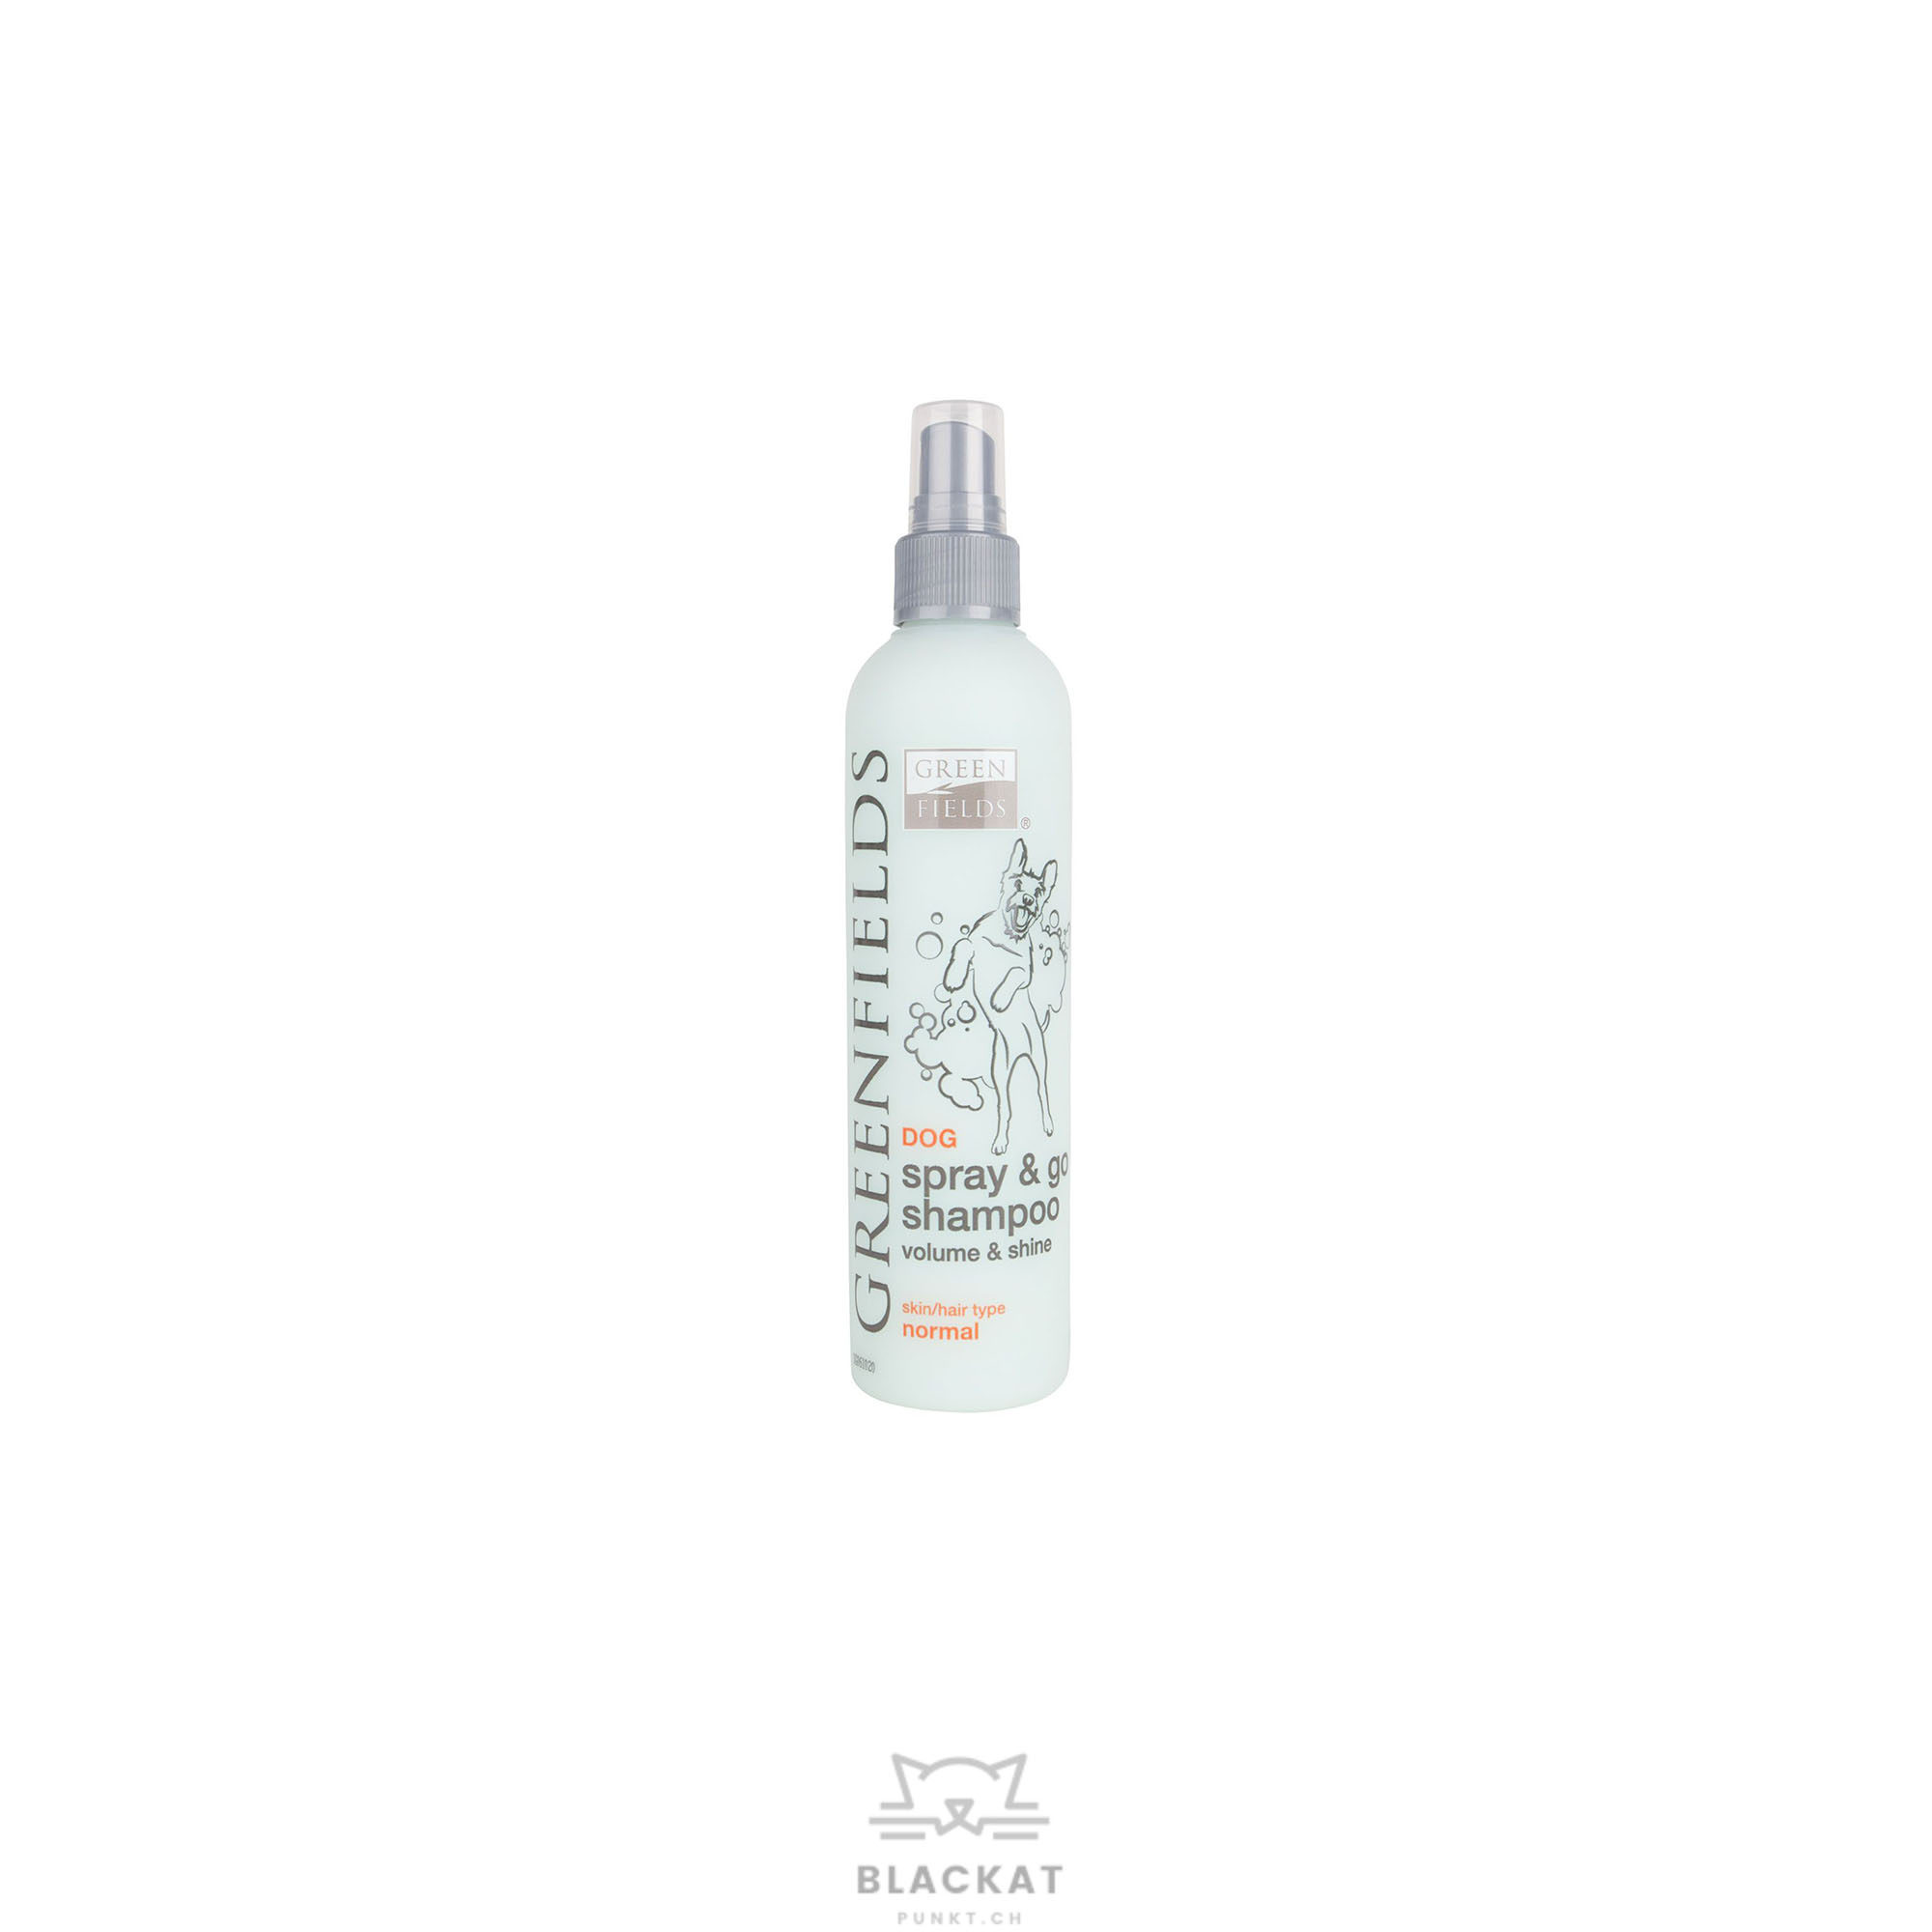 GREENFIELDS
GREEN
FIELDS
®
DOG
spray & go
shampoo
volume & shine
skin/hair type
normal
BLACKAT
PUNKT.CH